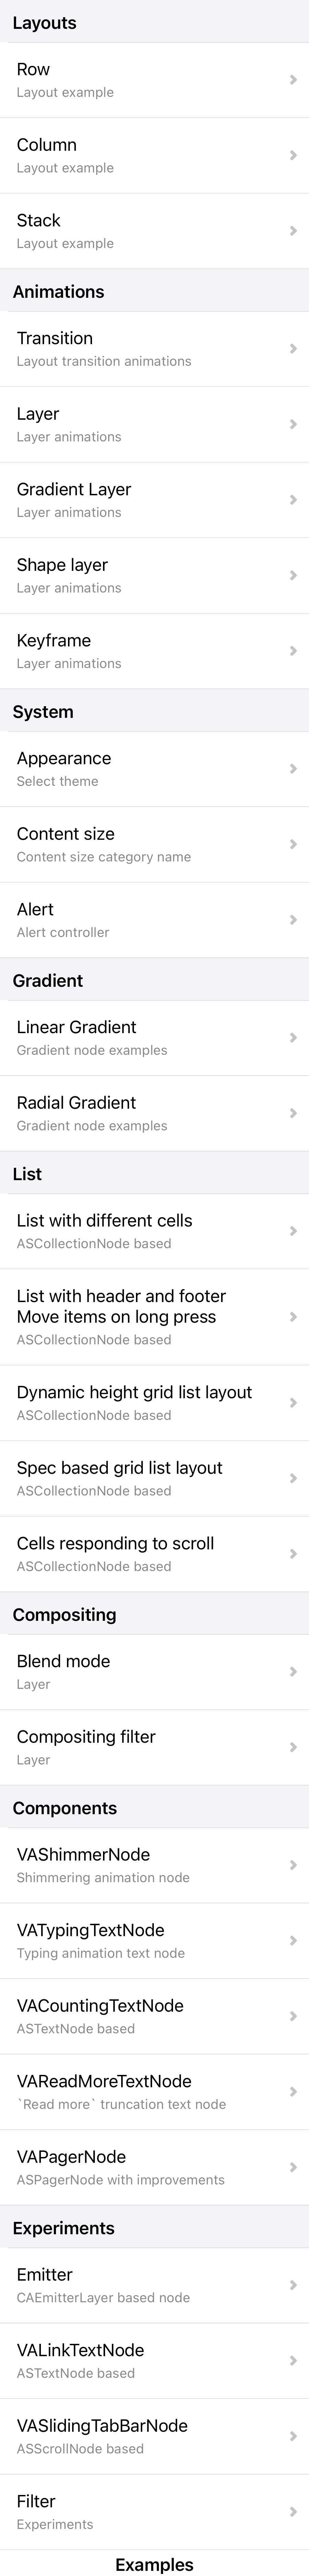 Layouts
Row
Layout example
Column
Layout example
Stack
Layout example
Animations
Transition
Layout transition animations
Layer
Layer animations
Gradient Layer
Layer animations
Shape layer
Layer animations
Keyframe
Layer animations
System
Appearance
Select theme
Content size
Content size category name
Alert
Alert controller
Gradient
Linear Gradient
Gradient node examples
Radial Gradient
Gradient node examples
List
List with different cells
ASCollectionNode based
List with header and footer
Move items on long press
ASCollectionNode based
Dynamic height grid list layout
ASCollectionNode based
Spec based grid list layout
ASCollectionNode based
Cells responding to scroll
ASCollectionNode based
Compositing
Blend mode
Layer
Compositing filter
Layer
Components
VAShimmerNode
Shimmering animation node
VATypingTextNode
Typing animation text node
VACountingTextNode
ASTextNode based
VAReadMoreTextNode
`Read more` truncation text node
VAPagerNode
ASPagerNode with improvements
Experiments
Emitter
CAEmitterLayer based node
VALinkTextNode
ASTextNode based
VASlidingTabBarNode
ASScrollNode based
Filter
Experiments
Examples